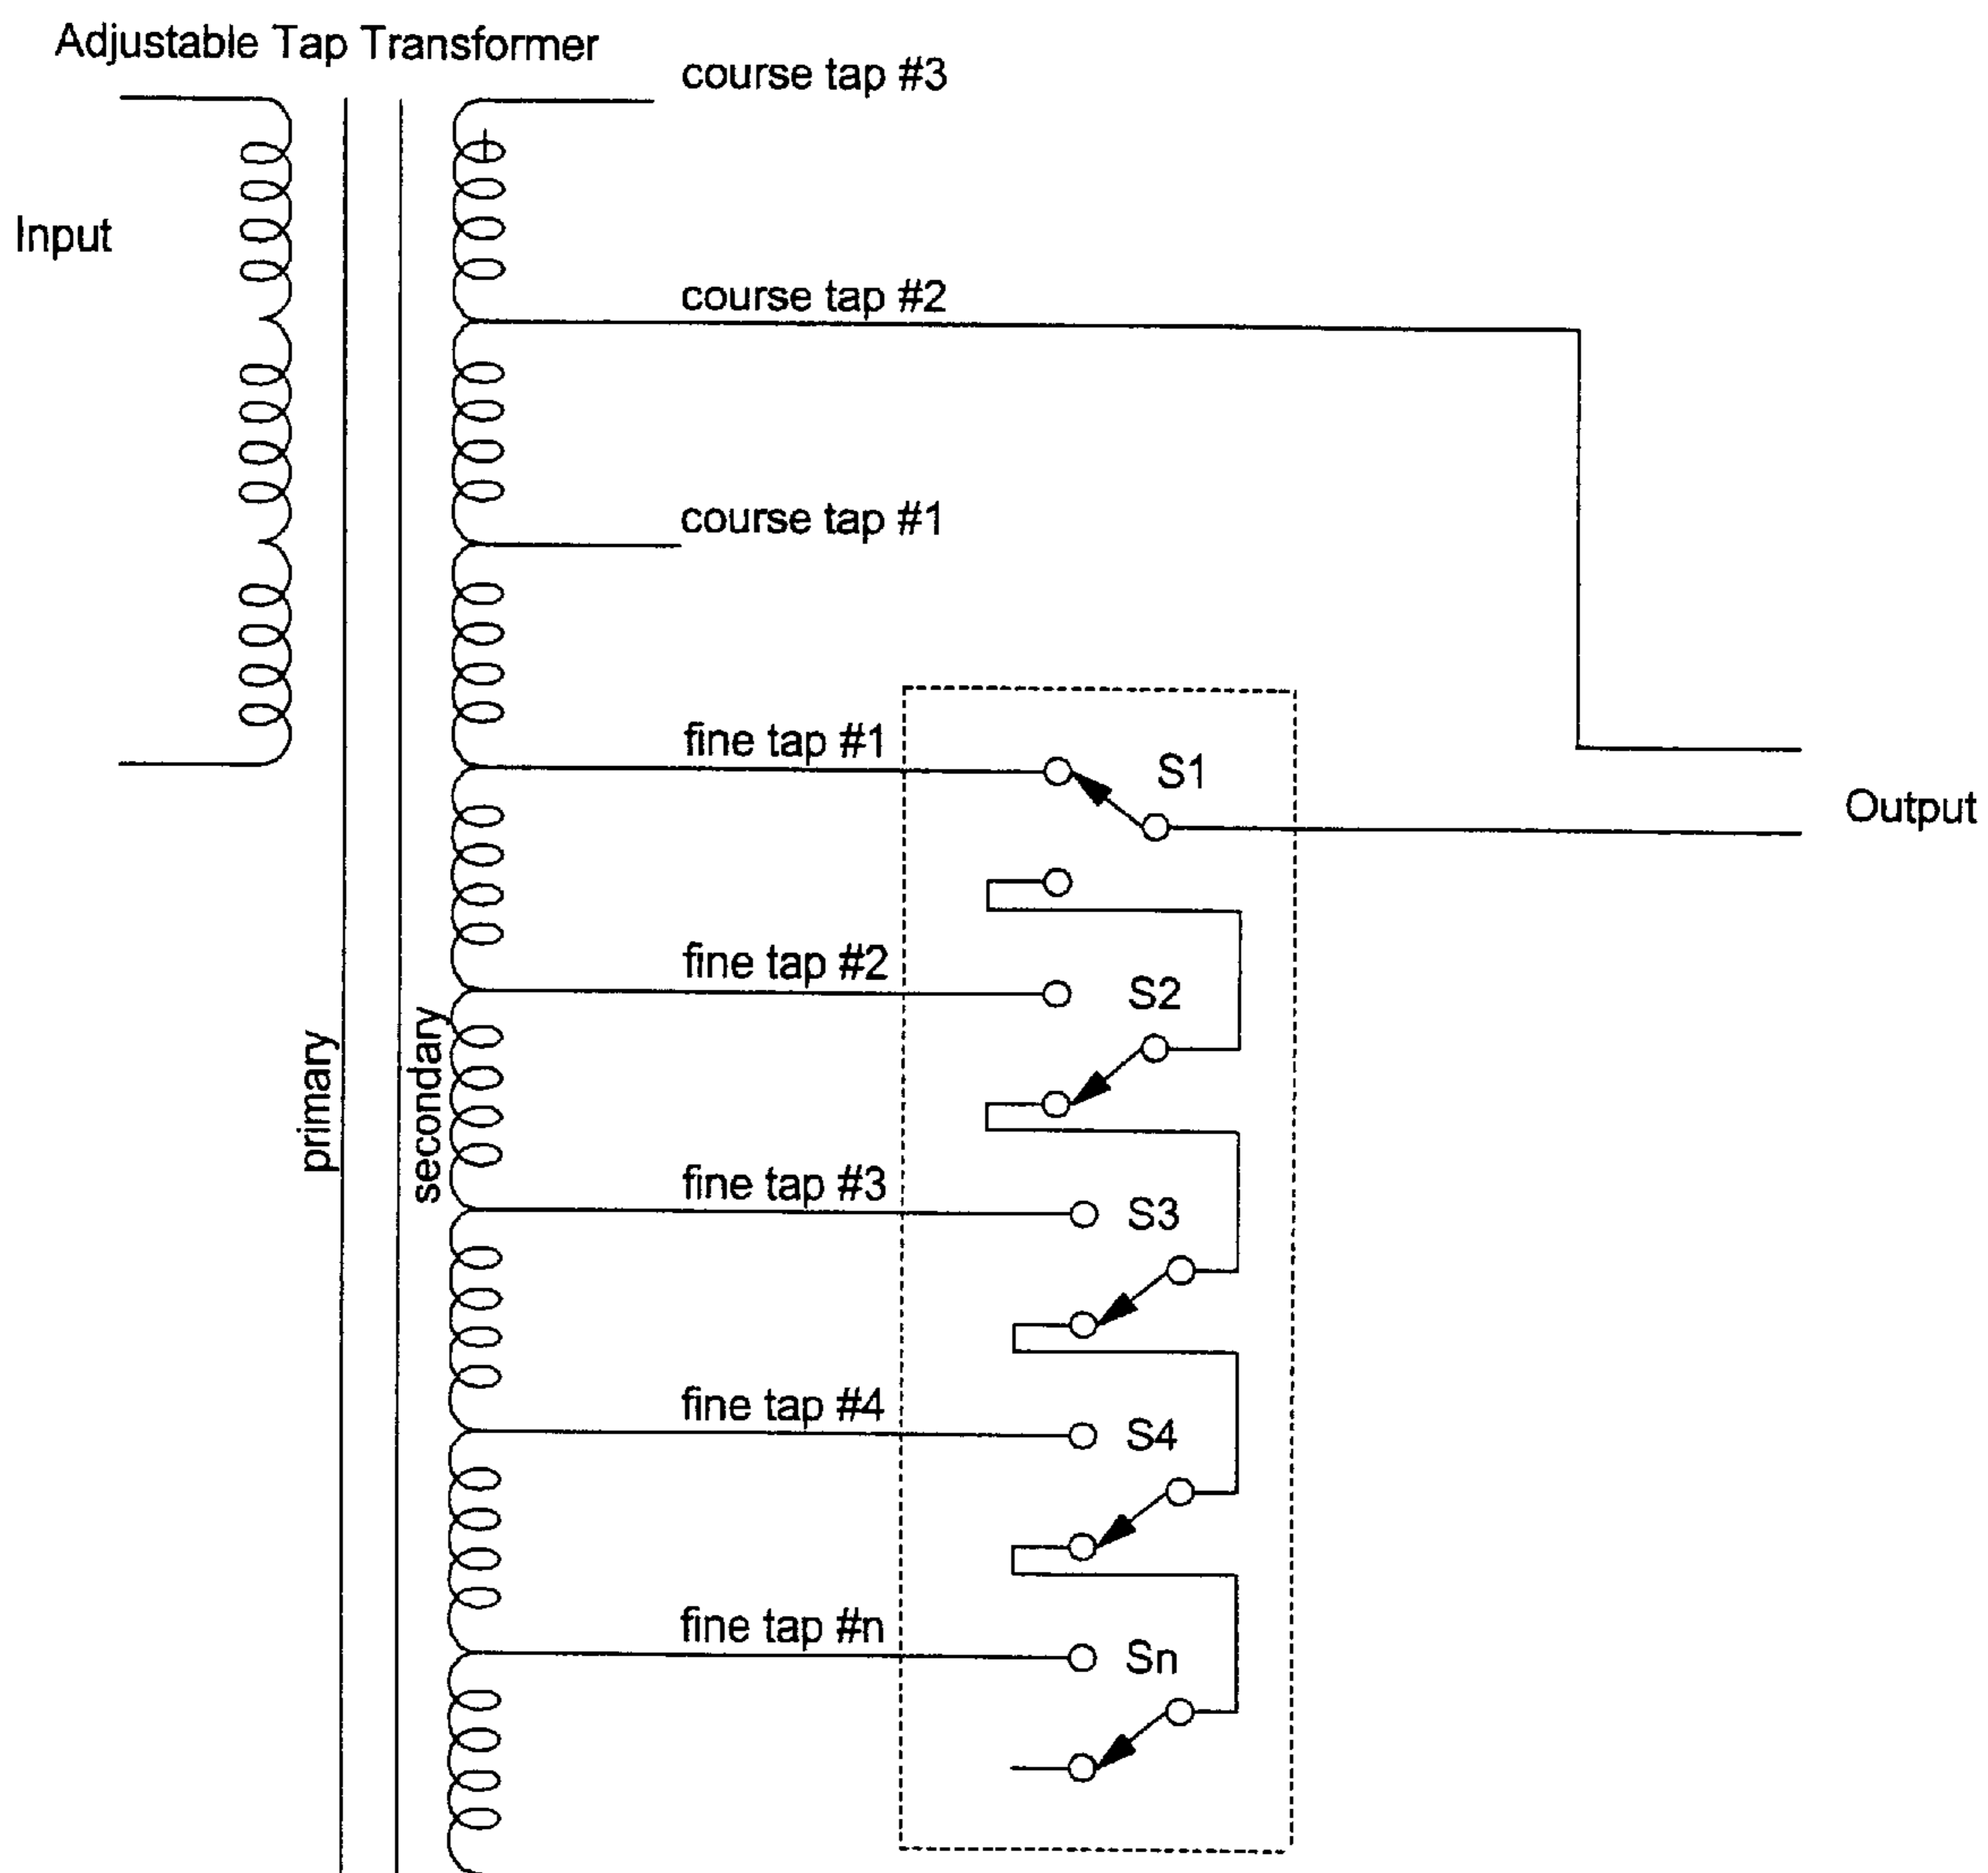 Adjustable Tap Transformer
course tap #3
Input
course tap #2
course tap #1
fine tap #1
S1
Output
fine tap #2
S2
primary
secondary
fine tap #3
S3
fine tap #4
S4
fine tap #n
Sn